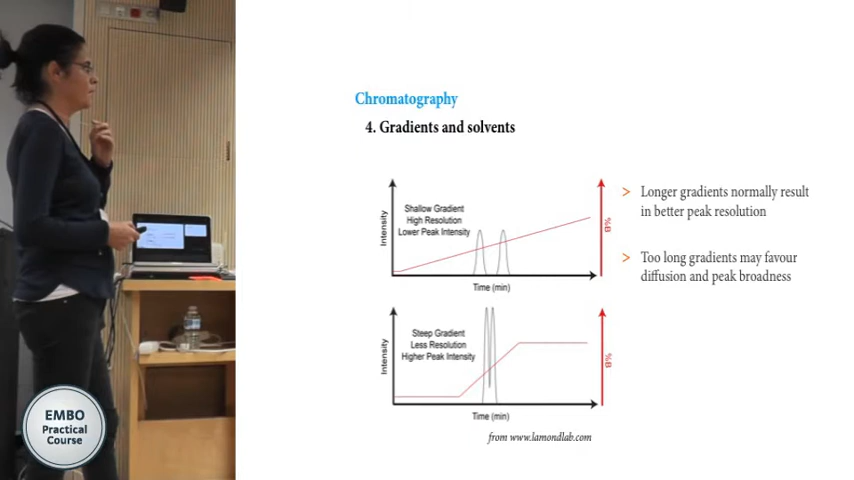 Chromatography
4. Gradients and solvents
Intensity
Shallow Gradient
High Resolution
Lower Peak Intensity
%B
Time (min)
> Longer gradients normally result
in better peak resolution
> Too long gradients may favour
diffusion and peak broadness
Intensity
Steep Gradient
Less Resolution
Higher Peak Intensity
%B
Time (min)
from www.lamondlab.com
EMBO
Practical
Course